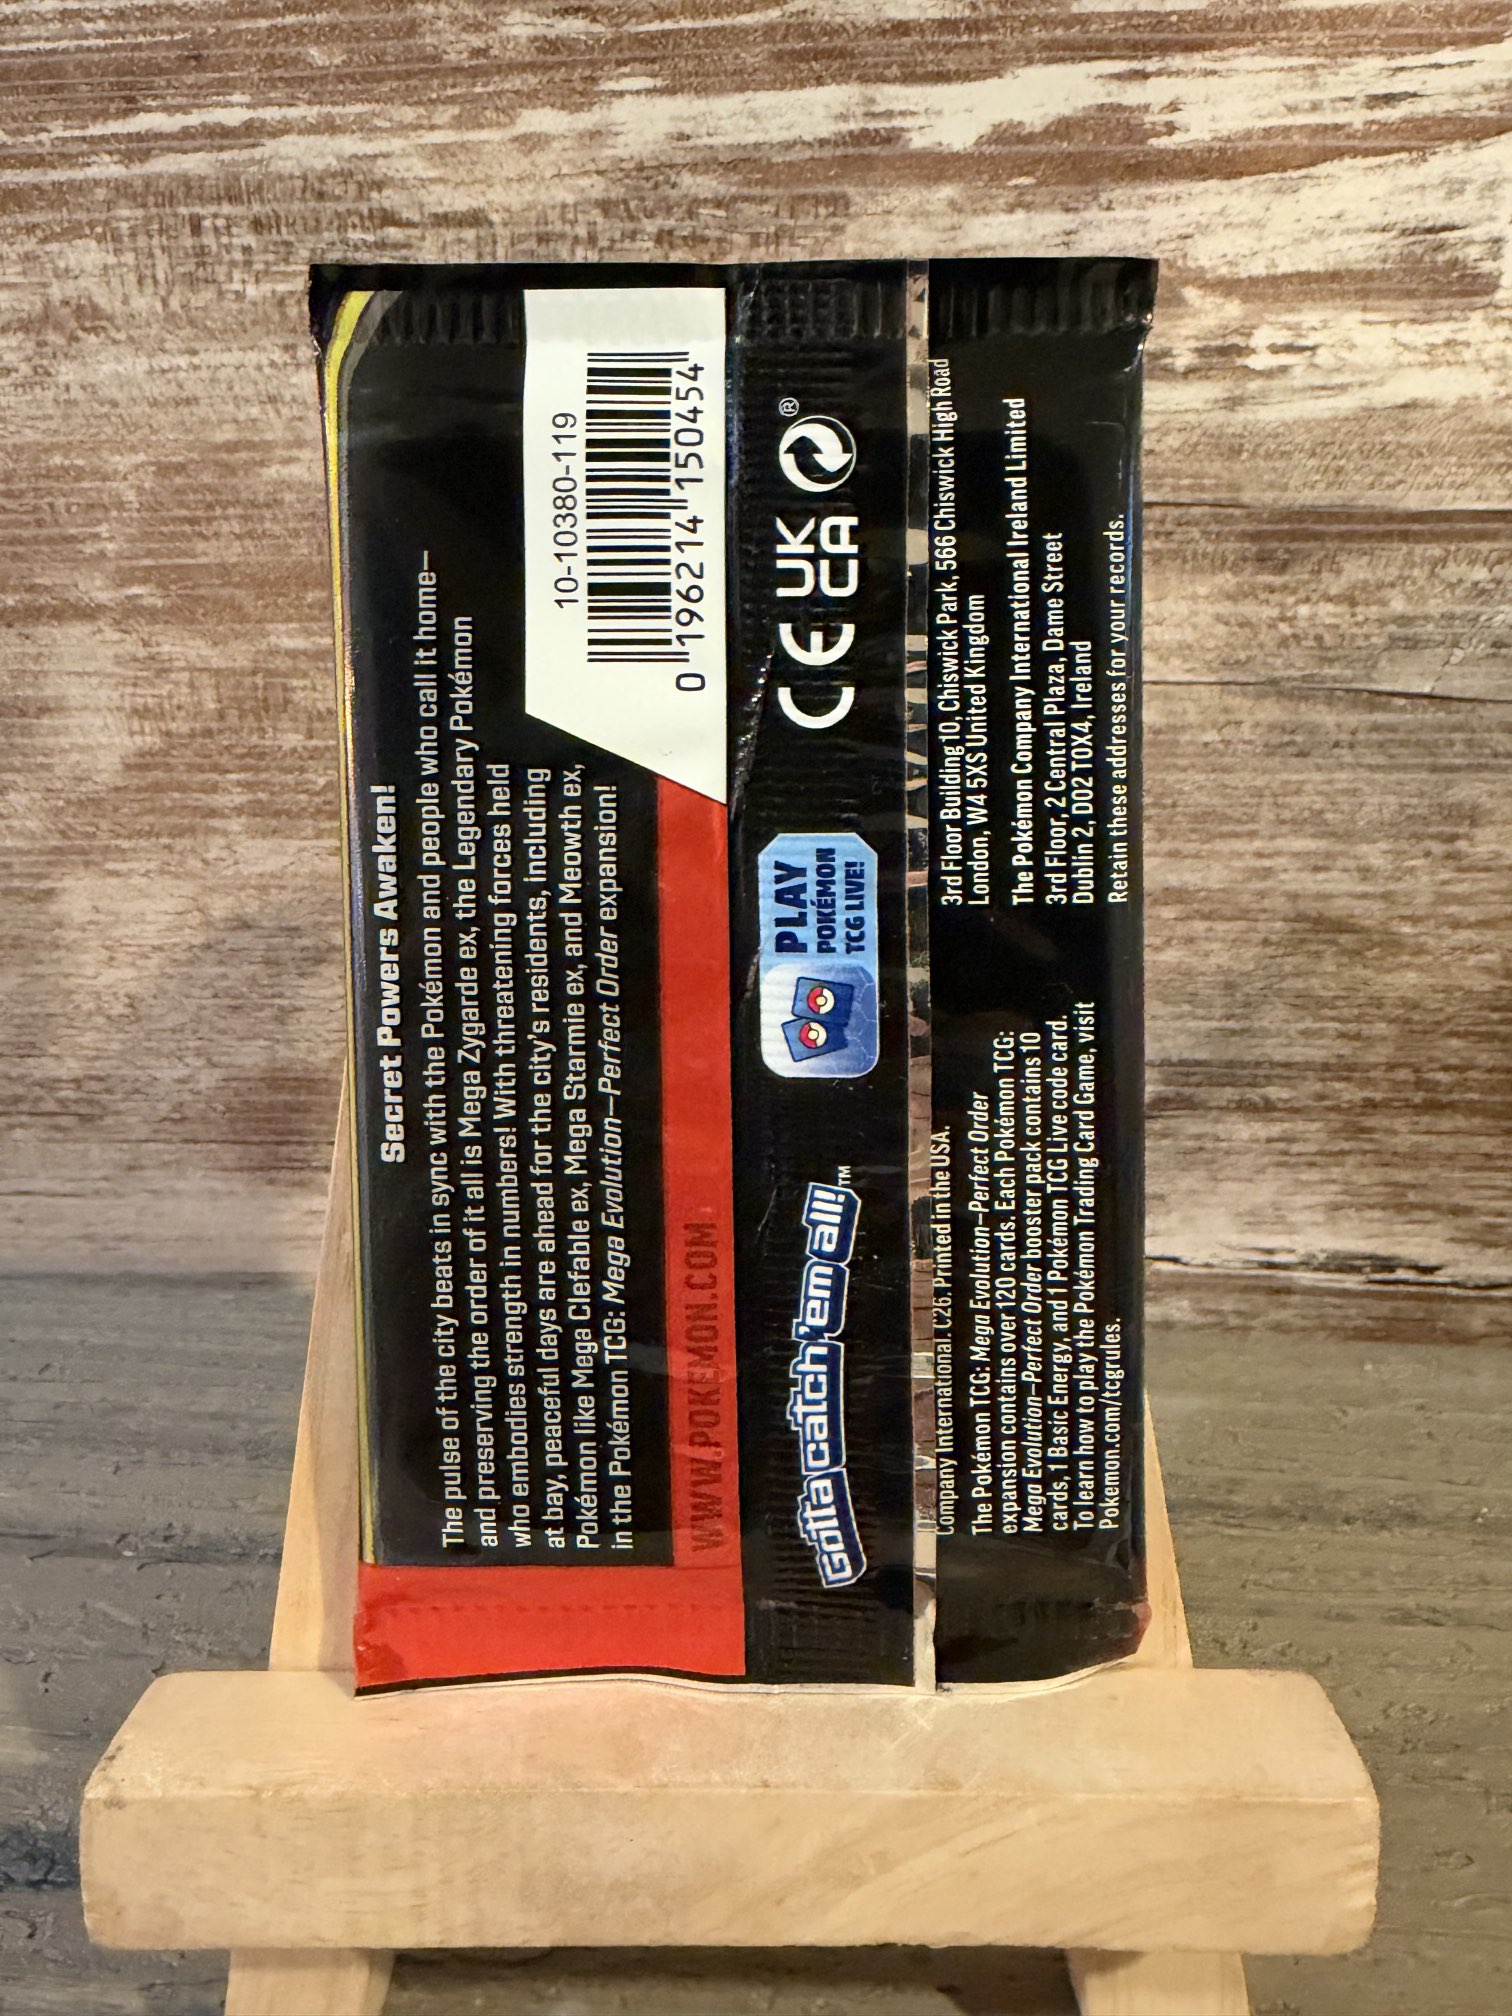 Secret Powers Awaken!
The pulse of the city beats in sync with the Pokémon and people who call it home—
and preserving the order of it all is Mega Zygarde ex, the Legendary Pokémon
who embodies strength in numbers! With threatening forces held
at bay, peaceful days are ahead for the city's residents, including
Pokémon like Mega Clefable ex, Mega Starmie ex, and Meowth ex,
in the Pokémon TCG: Mega Evolution—Perfect Order expansion!
WWW.POKEMON.COM
10-10380-119
0 196214 150454
Gotta catch 'em all!™
PLAY
POKÉMON
TCG LIVE!
CE UK
CA
®
Company International. C26. Printed in the USA.
The Pokémon TCG: Mega Evolution—Perfect Order
expansion contains over 120 cards. Each Pokémon TCG:
Mega Evolution—Perfect Order booster pack contains 10
cards, 1 Basic Energy, and 1 Pokémon TCG Live code card.
To learn how to play the Pokémon Trading Card Game, visit
Pokemon.com/tcgrules.
3rd Floor Building 10, Chiswick Park, 566 Chiswick High Road
London, W4 5XS United Kingdom
The Pokémon Company International Ireland Limited
3rd Floor, 2 Central Plaza, Dame Street
Dublin 2, D02 T0X4, Ireland
Retain these addresses for your records.